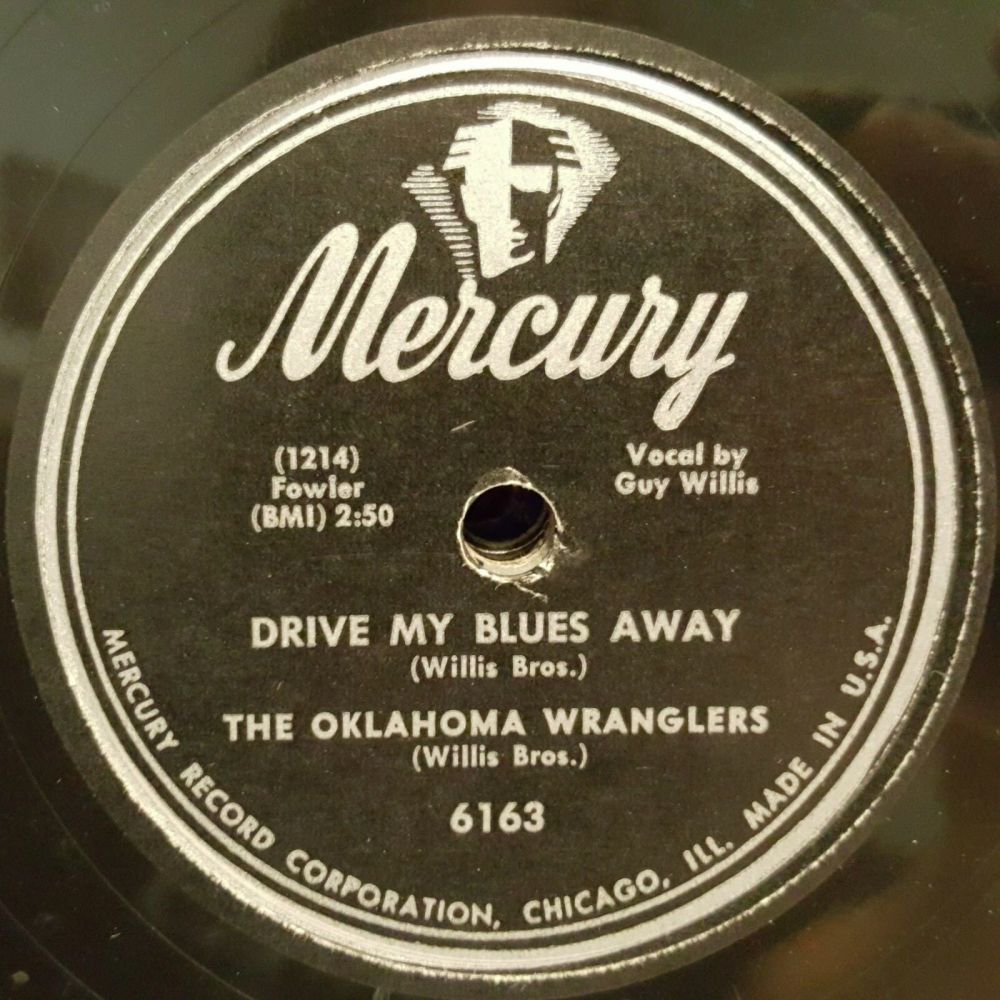 Mercury
(1214)
Fowler
(BMI) 2:50
Vocal by
Guy Willis
DRIVE MY BLUES AWAY
(Willis Bros.)
THE OKLAHOMA WRANGLERS
(Willis Bros.)
6163
MERCURY RECORD CORPORATION, CHICAGO, ILL. MADE IN U.S.A.